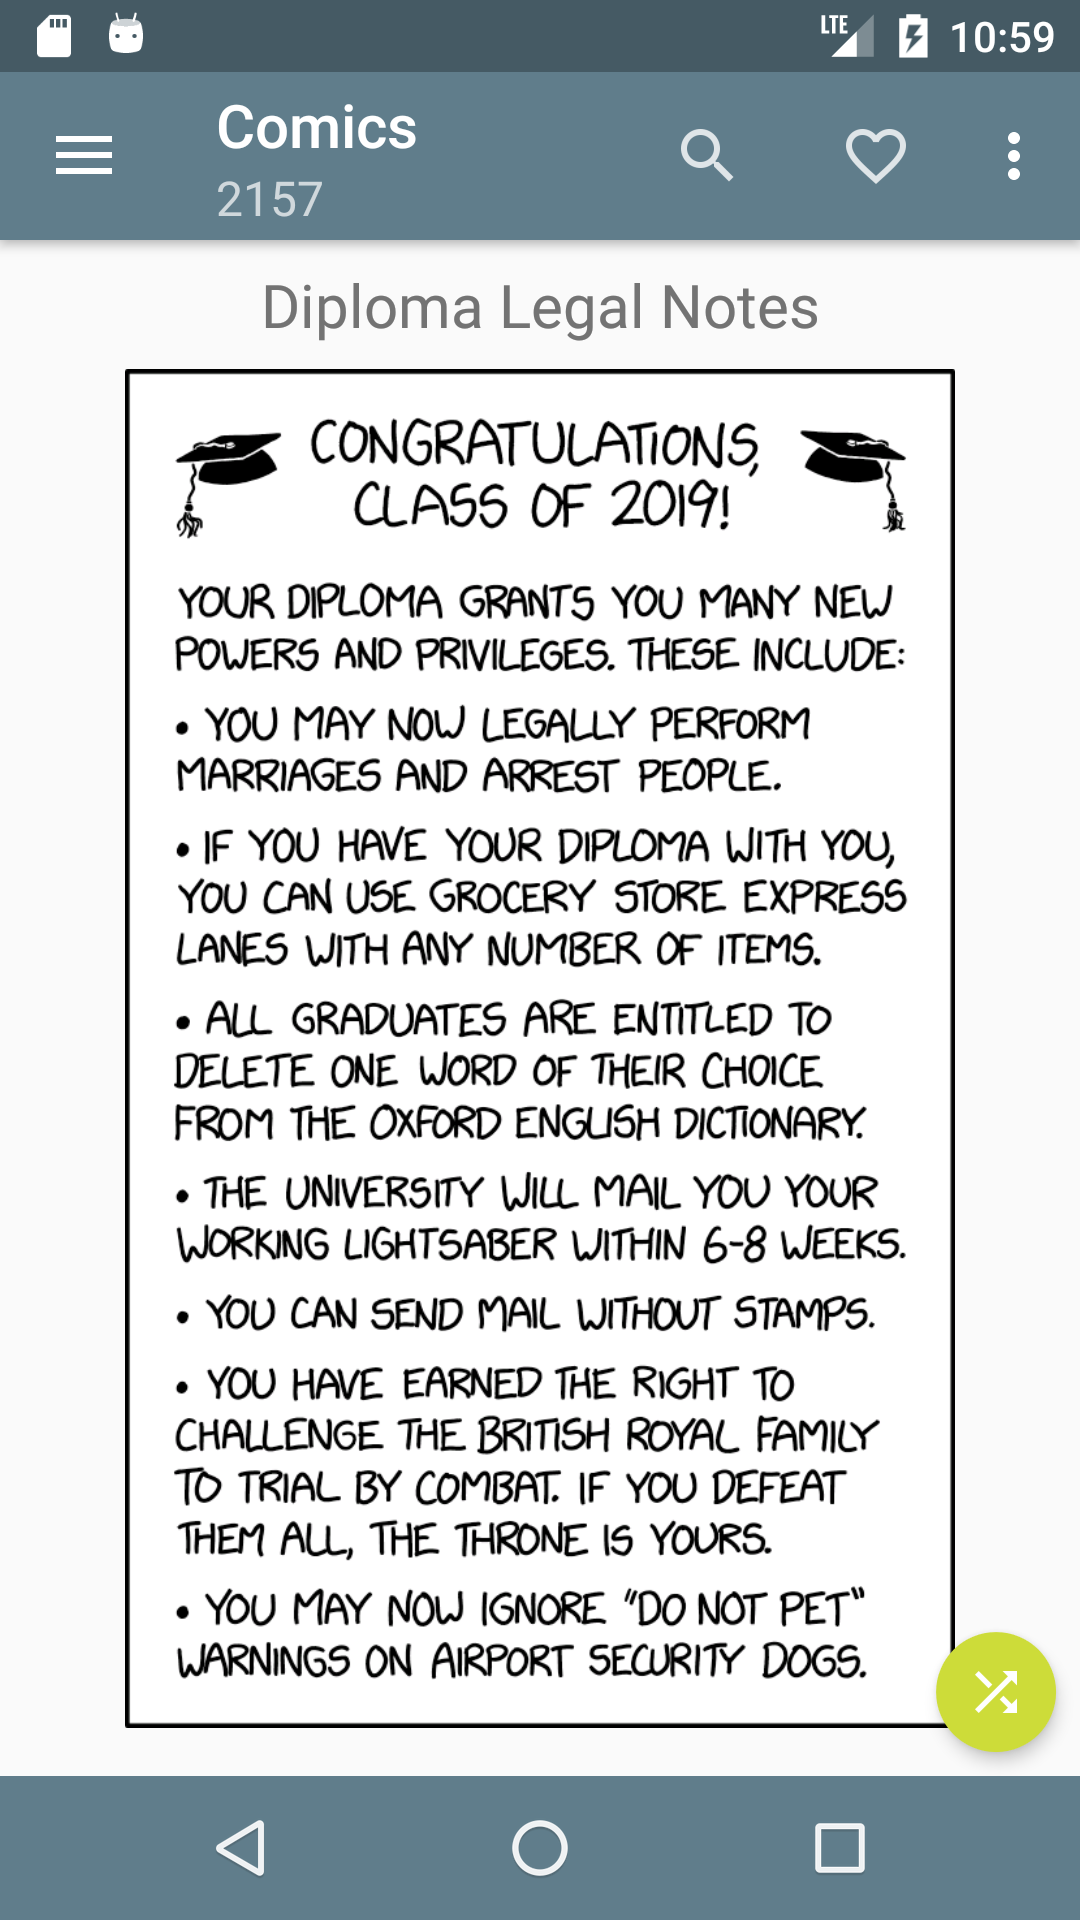 LTE 10:59
Comics
2157
Diploma Legal Notes
CONGRATULATIONS,
CLASS OF 2019!
YOUR DIPLOMA GRANTS YOU MANY NEW
POWERS AND PRIVILEGES. THESE INCLUDE:
• YOU MAY NOW LEGALLY PERFORM
MARRIAGES AND ARREST PEOPLE.
• IF YOU HAVE YOUR DIPLOMA WITH YOU,
YOU CAN USE GROCERY STORE EXPRESS
LANES WITH ANY NUMBER OF ITEMS.
• ALL GRADUATES ARE ENTITLED TO
DELETE ONE WORD OF THEIR CHOICE
FROM THE OXFORD ENGLISH DICTIONARY.
• THE UNIVERSITY WILL MAIL YOU YOUR
WORKING LIGHTSABER WITHIN 6-8 WEEKS.
• YOU CAN SEND MAIL WITHOUT STAMPS.
• YOU HAVE EARNED THE RIGHT TO
CHALLENGE THE BRITISH ROYAL FAMILY
TO TRIAL BY COMBAT. IF YOU DEFEAT
THEM ALL, THE THRONE IS YOURS.
• YOU MAY NOW IGNORE "DO NOT PET"
WARNINGS ON AIRPORT SECURITY DOGS.